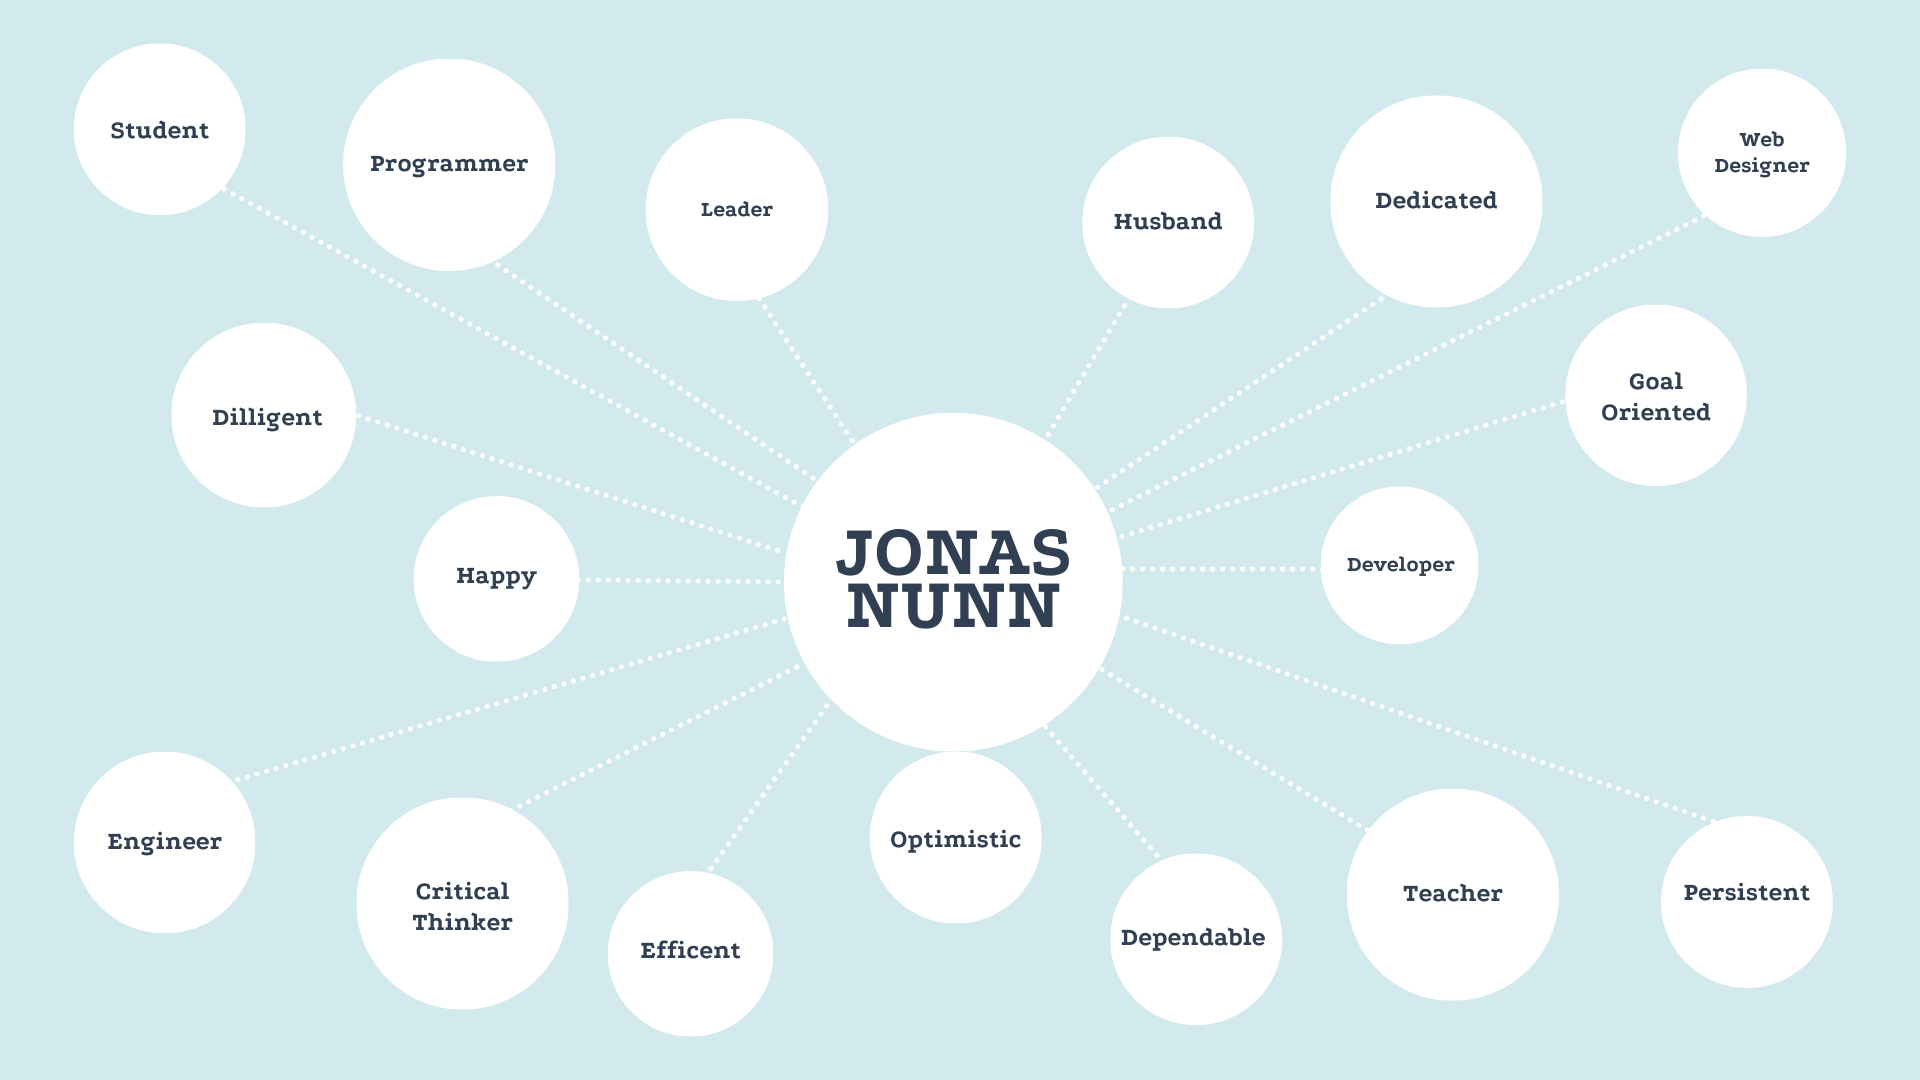 Student
Programmer
Leader
Husband
Dedicated
Web
Designer
Dilligent
Goal
Oriented
Happy
JONAS
NUNN
Developer
Engineer
Critical
Thinker
Efficent
Optimistic
Dependable
Teacher
Persistent